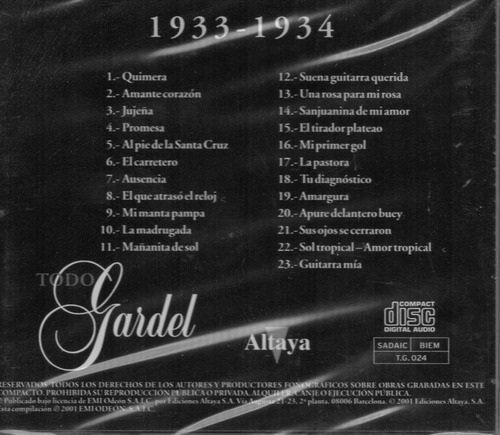 1933-1934
1.- Quimera
2.- Amante corazón
3.- Jujeña
4.- Promesa
5.- Al pie de la Santa Cruz
6.- El carretero
7.- Ausencia
8.- El que atrasó el reloj
9.- Mi manta pampa
10.- La madrugada
11.- Mañanita de sol
12.- Suena guitarra querida
13.- Una rosa para mi rosa
14.- Sanjuanina de mi amor
15.- El tirador plateao
16.- Mi primer gol
17.- La pastora
18.- Tu diagnóstico
19.- Amargura
20.- Apure delantero buey
21.- Sus ojos se cerraron
22.- Sol tropical – Amor tropical
23.- Guitarra mía
TODO
Gardel
Altaya
COMPACT
disc
DIGITAL AUDIO
SADAIC BIEM
T.G. 024
RESERVADOS TODOS LOS DERECHOS DE LOS AUTORES Y PRODUCTORES FONOGRÁFICOS SOBRE OBRAS GRABADAS EN ESTE
COMPACTO. PROHIBIDA SU REPRODUCCIÓN PÚBLICA O PRIVADA, ALQUILER, CANJE O EJECUCIÓN PÚBLICA.
℗ Publicado bajo licencia de EMI Odeón S.A.I.C. por Ediciones Altaya S.A. Vía Augusta 21-23, 2ª planta. 08006 Barcelona. © 2001 Ediciones Altaya, S.A.
Esta compilación ℗ 2001 EMI ODEON, S.A.I.C.